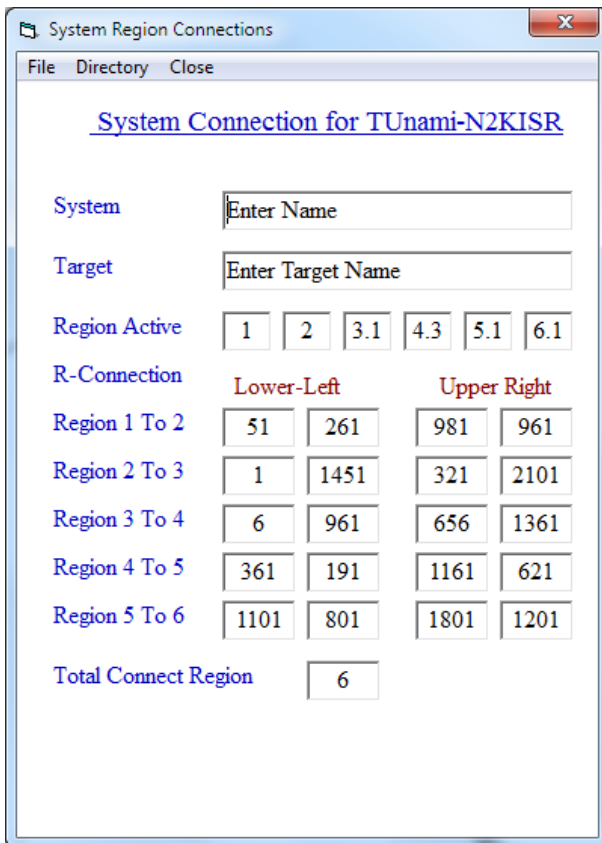 System Region Connections
File Directory Close
System Connection for TUnami-N2KISR
System Enter Name
Target Enter Target Name
Region Active 1 2 3.1 4.3 5.1 6.1
R-Connection Lower-Left Upper Right
Region 1 To 2 51 261 981 961
Region 2 To 3 1 1451 321 2101
Region 3 To 4 6 961 656 1361
Region 4 To 5 361 191 1161 621
Region 5 To 6 1101 801 1801 1201
Total Connect Region 6